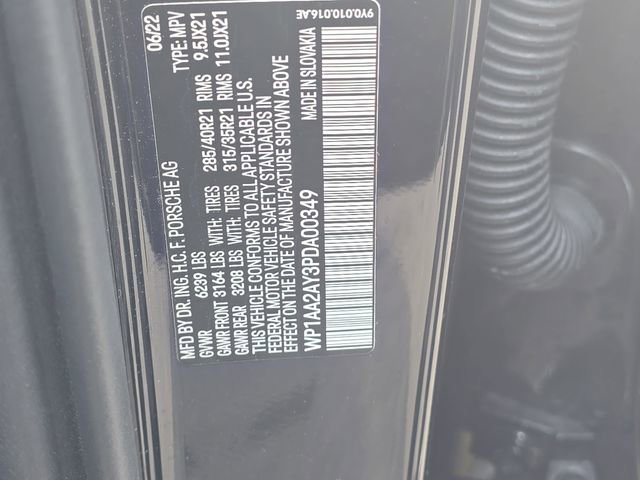 MFD BY DR. ING. H.C. F. PORSCHE AG 06/22
GVWR 6239 LBS TYPE: MPV
GAWR FRONT 3164 LBS WITH: TIRES 285/40R21 RIMS 9.5JX21
GAWR REAR 3208 LBS WITH: TIRES 315/35R21 RIMS 11.0JX21
THIS VEHICLE CONFORMS TO ALL APPLICABLE U.S.
FEDERAL MOTOR VEHICLE SAFETY STANDARDS IN
EFFECT ON THE DATE OF MANUFACTURE SHOWN ABOVE
WP1AA2AY3PDA00349 MADE IN SLOVAKIA
9Y0.010.016.AE